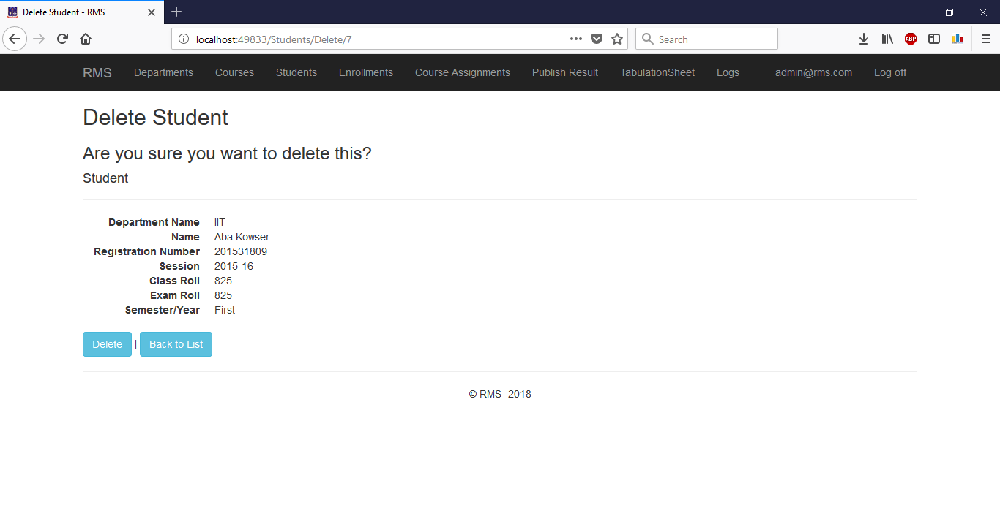 Delete Student - RMS
localhost:49833/Students/Delete/7
Search
ABP
RMS Departments Courses Students Enrollments Course Assignments Publish Result TabulationSheet Logs admin@rms.com Log off
Delete Student
Are you sure you want to delete this?
Student
Department Name IIT
Name Aba Kowser
Registration Number 201531809
Session 2015-16
Class Roll 825
Exam Roll 825
Semester/Year First
Delete | Back to List
© RMS -2018